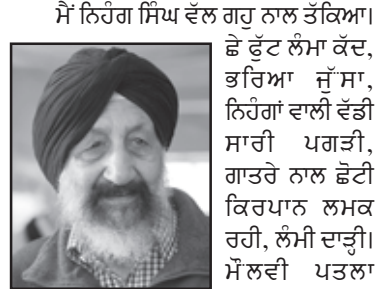 ਮੈਂ ਨਿਹੰਗ ਸਿੰਘ ਵੱਲ ਗਹੁ ਨਾਲ ਤੱਕਿਆ।
ਛੇ ਫੁੱਟ ਲੰਮਾ ਕੱਦ,
ਭਰਿਆ ਜੁੱਸਾ,
ਨਿਹੰਗਾਂ ਵਾਲੀ ਵੱਡੀ
ਸਾਰੀ ਪਗੜੀ,
ਗਾਤਰੇ ਨਾਲ ਛੋਟੀ
ਕਿਰਪਾਨ ਲਮਕ
ਰਹੀ, ਲੰਮੀ ਦਾੜ੍ਹੀ।
ਮੌਲਵੀ ਪਤਲਾ